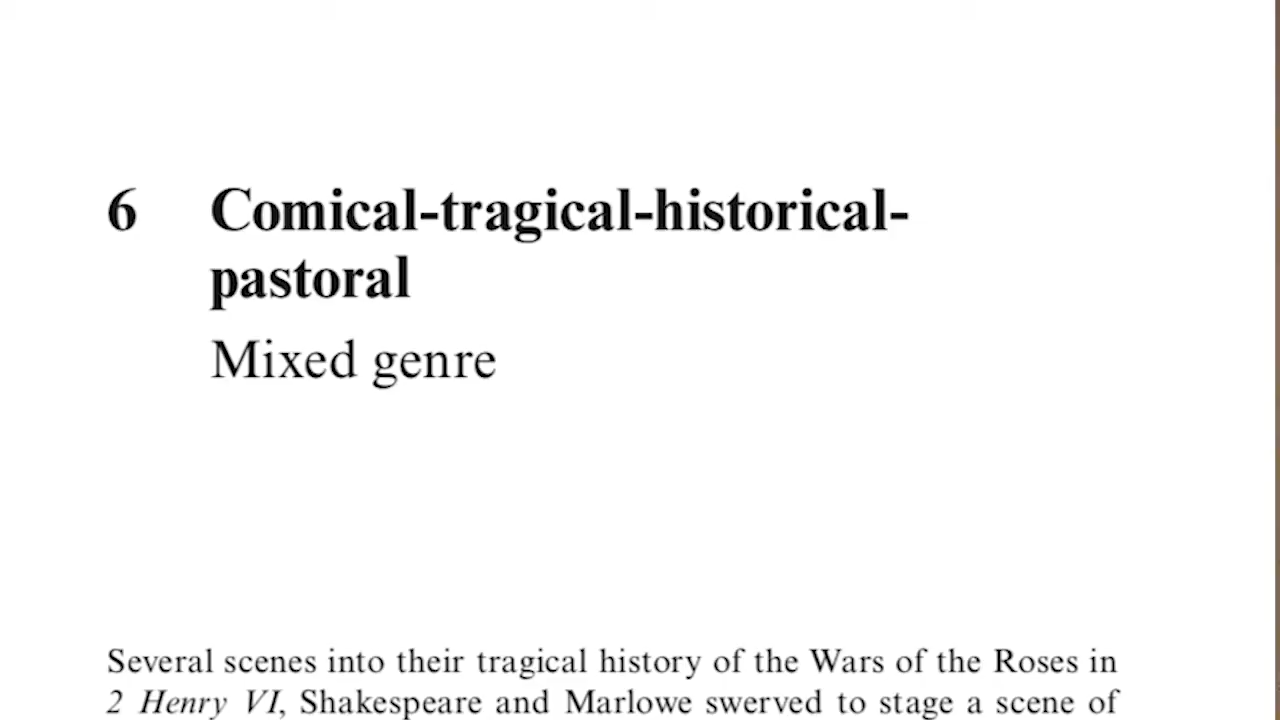 6 Comical-tragical-historical-
pastoral
Mixed genre
Several scenes into their tragical history of the Wars of the Roses in
2 Henry VI, Shakespeare and Marlowe swerved to stage a scene of